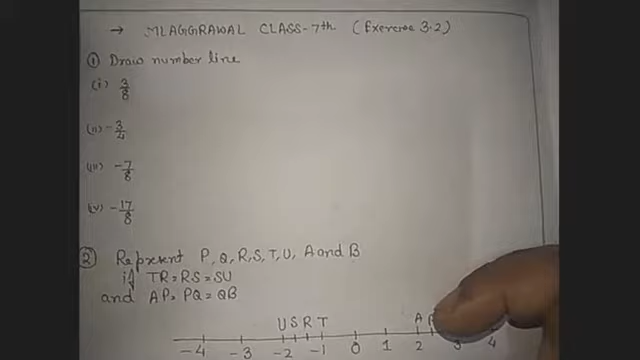 → MLAGGRAWAL CLASS-7th (Exercise 3.2)
① Draw number line
(i) 3/8
(ii) -3/4
(iii) -7/8
(iv) -17/8
② Represent P, Q, R, S, T, U, A and B
if TR=RS=SU
and AP=PQ=QB
U S R T A
-4 -3 -2 -1 0 1 2 3 4